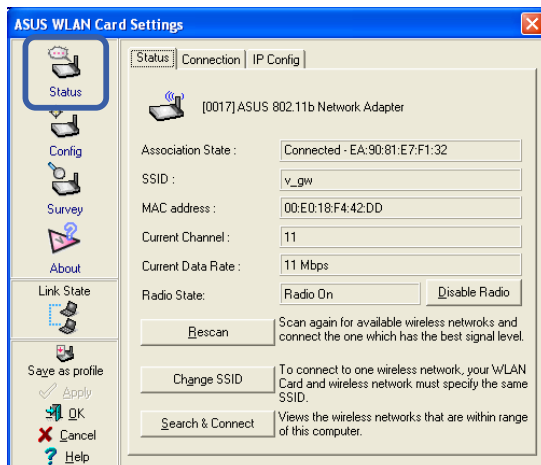 ASUS WLAN Card Settings
Status
Config
Survey
About
Link State
Save as profile
Apply
OK
Cancel
Help
Status
Connection
IP Config
[0017] ASUS 802.11b Network Adapter
Association State :
Connected - EA:90:81:E7:F1:32
SSID :
v_gw
MAC address :
00:E0:18:F4:42:DD
Current Channel :
11
Current Data Rate :
11 Mbps
Radio State:
Radio On
Disable Radio
Rescan
Scan again for available wireless netwroks and
connect the one which has the best signal level.
Change SSID
To connect to one wireless network, your WLAN
Card and wireless network must specify the same
SSID.
Search & Connect
Views the wireless networks that are within range
of this computer.